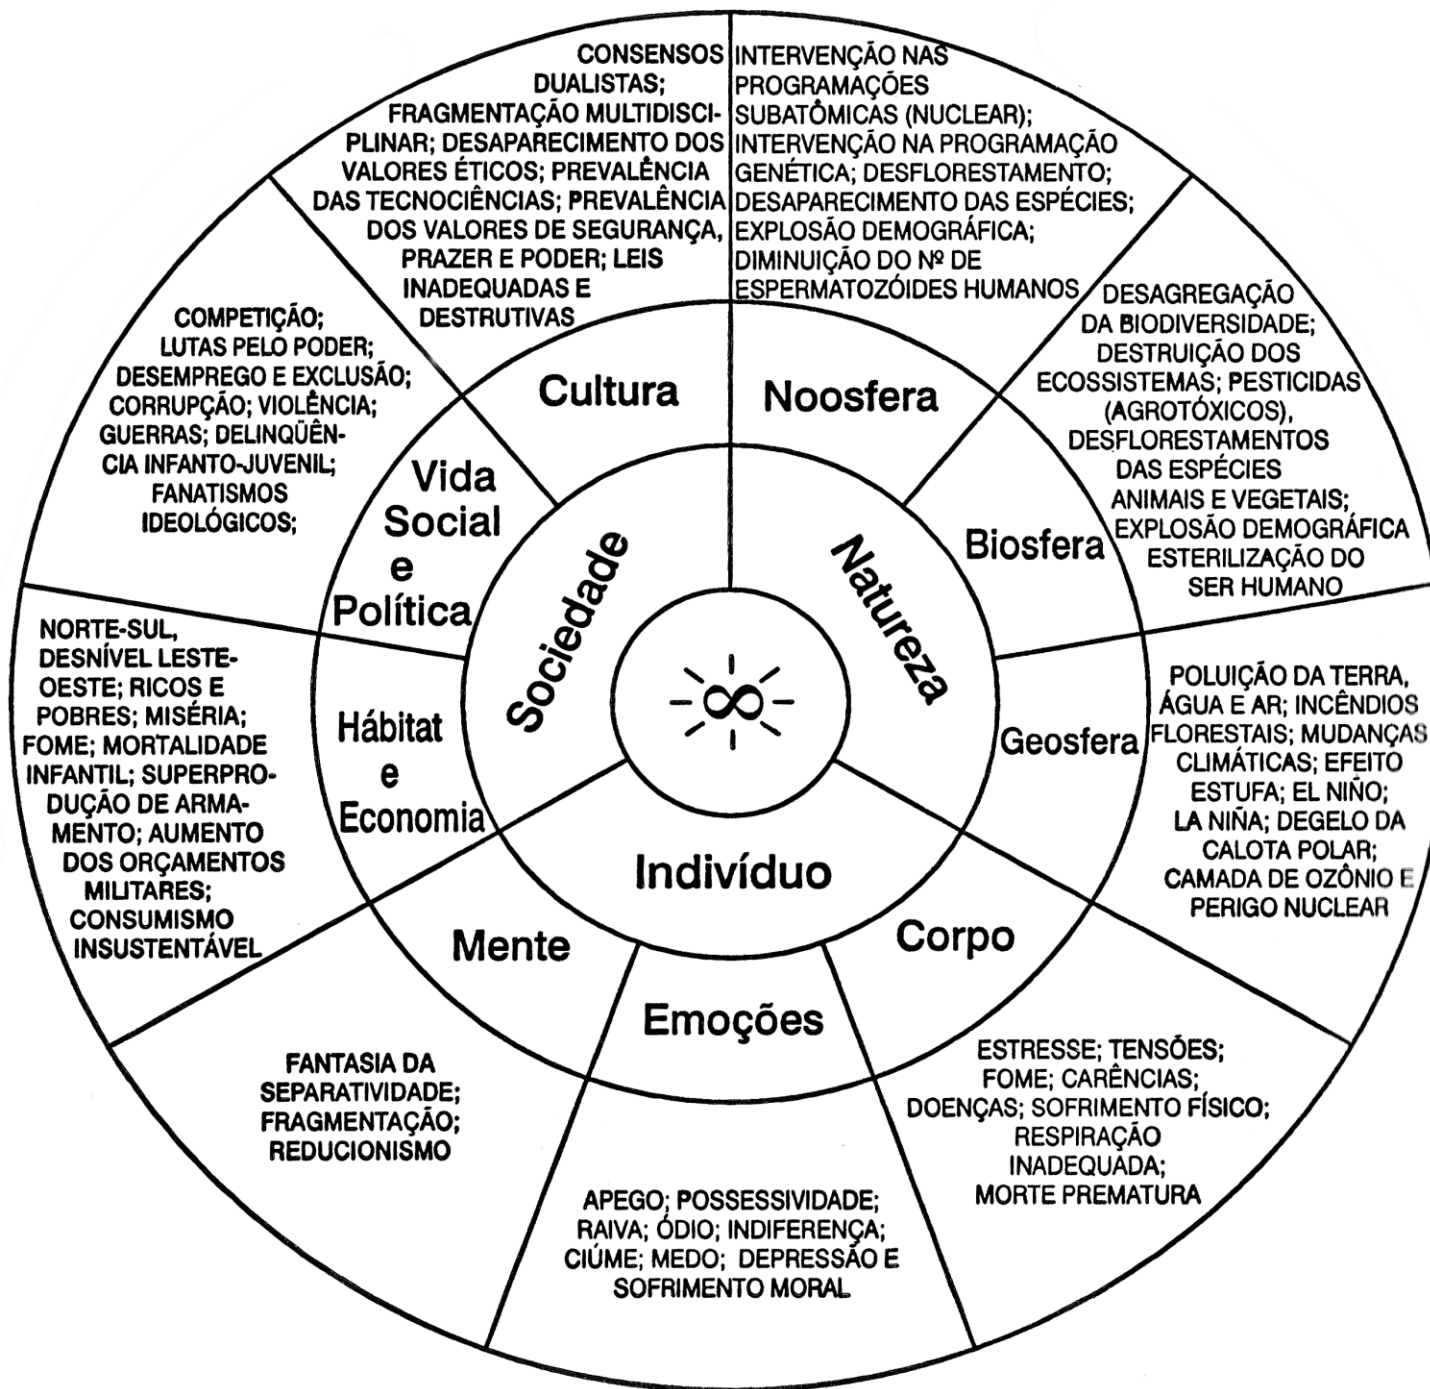 CONSENSOS
DUALISTAS;
FRAGMENTAÇÃO MULTIDISCI-
PLINAR; DESAPARECIMENTO DOS
VALORES ÉTICOS; PREVALÊNCIA
DAS TECNOCIÊNCIAS; PREVALÊNCIA
DOS VALORES DE SEGURANÇA,
PRAZER E PODER; LEIS
INADEQUADAS E
DESTRUTIVAS
INTERVENÇÃO NAS
PROGRAMAÇÕES
SUBATÔMICAS (NUCLEAR);
INTERVENÇÃO NA PROGRAMAÇÃO
GENÉTICA; DESFLORESTAMENTO;
DESAPARECIMENTO DAS ESPÉCIES;
EXPLOSÃO DEMOGRÁFICA;
DIMINUIÇÃO DO Nº DE
ESPERMATOZÓIDES HUMANOS
DESAGREGAÇÃO
DA BIODIVERSIDADE;
DESTRUIÇÃO DOS
ECOSSISTEMAS; PESTICIDAS
(AGROTÓXICOS),
DESFLORESTAMENTOS
DAS ESPÉCIES
ANIMAIS E VEGETAIS;
EXPLOSÃO DEMOGRÁFICA
ESTERILIZAÇÃO DO
SER HUMANO
POLUIÇÃO DA TERRA,
ÁGUA E AR; INCÊNDIOS
FLORESTAIS; MUDANÇAS
CLIMÁTICAS; EFEITO
ESTUFA; EL NIÑO;
LA NIÑA; DEGELO DA
CALOTA POLAR;
CAMADA DE OZÔNIO E
PERIGO NUCLEAR
ESTRESSE; TENSÕES;
FOME; CARÊNCIAS;
DOENÇAS; SOFRIMENTO FÍSICO;
RESPIRAÇÃO
INADEQUADA;
MORTE PREMATURA
APEGO; POSSESSIVIDADE;
RAIVA; ÓDIO; INDIFERENÇA;
CIÚME; MEDO; DEPRESSÃO E
SOFRIMENTO MORAL
FANTASIA DA
SEPARATIVIDADE;
FRAGMENTAÇÃO;
REDUCIONISMO
NORTE-SUL,
DESNÍVEL LESTE-
OESTE; RICOS E
POBRES; MISÉRIA;
FOME; MORTALIDADE
INFANTIL; SUPERPRO-
DUÇÃO DE ARMA-
MENTO; AUMENTO
DOS ORÇAMENTOS
MILITARES;
CONSUMISMO
INSUSTENTÁVEL
COMPETIÇÃO;
LUTAS PELO PODER;
DESEMPREGO E EXCLUSÃO;
CORRUPÇÃO; VIOLÊNCIA;
GUERRAS; DELINQÜÊN-
CIA INFANTO-JUVENIL;
FANATISMOS
IDEOLÓGICOS;
Cultura
Noosfera
Biosfera
Geosfera
Corpo
Emoções
Mente
Hábitat
e
Economia
Vida
Social
e
Política
Sociedade
Natureza
Indivíduo
∞